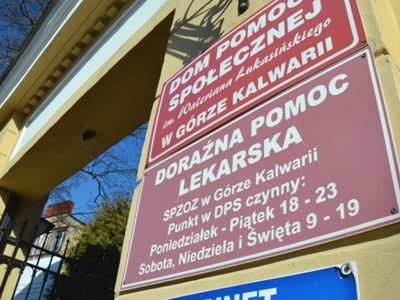 DOM POMOCY
SPOŁECZNEJ
im. Waleriana Łukasińskiego
W GÓRZE KALWARII
DORAŹNA POMOC
LEKARSKA
SPZOZ w Górze Kalwarii
Punkt w DPS czynny:
Poniedziałek - Piątek 18 - 23
Sobota, Niedziela i Święta 9 - 19